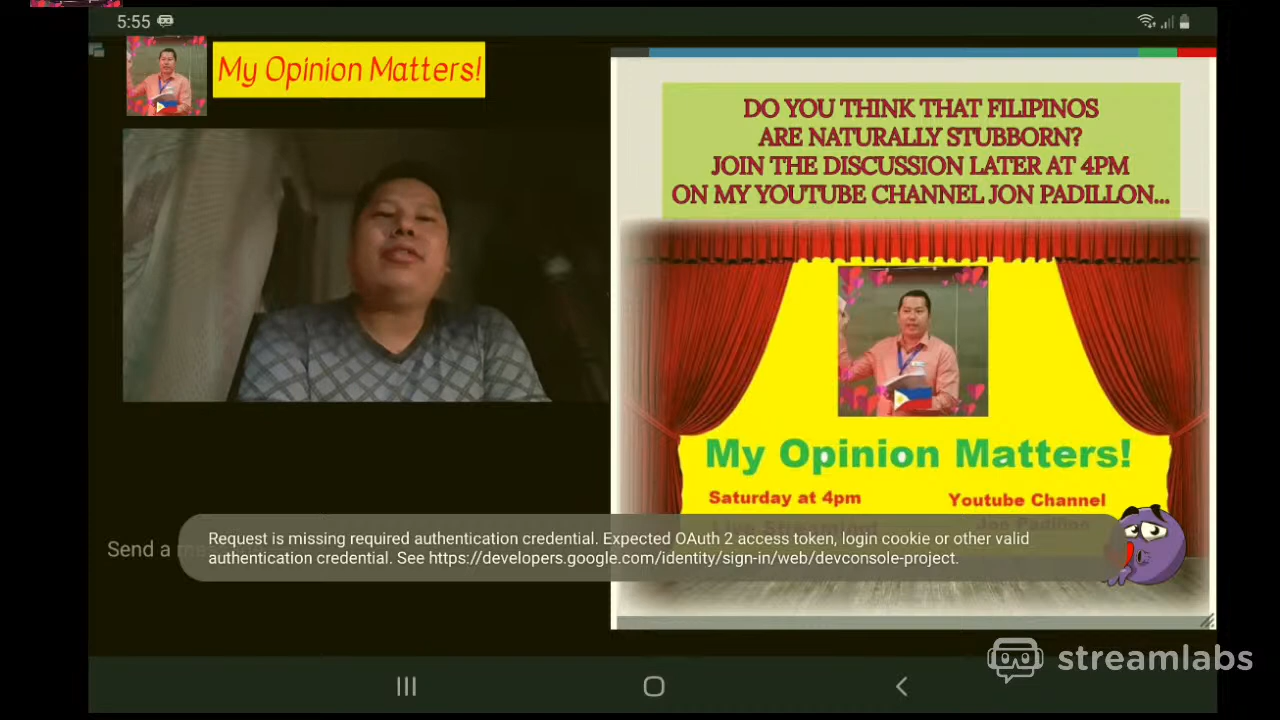 5:55
My Opinion Matters!
DO YOU THINK THAT FILIPINOS
ARE NATURALLY STUBBORN?
JOIN THE DISCUSSION LATER AT 4PM
ON MY YOUTUBE CHANNEL JON PADILLON...
My Opinion Matters!
Saturday at 4pm
Youtube Channel
Send a
Request is missing required authentication credential. Expected OAuth 2 access token, login cookie or other valid
authentication credential. See https://developers.google.com/identity/sign-in/web/devconsole-project.
streamlabs